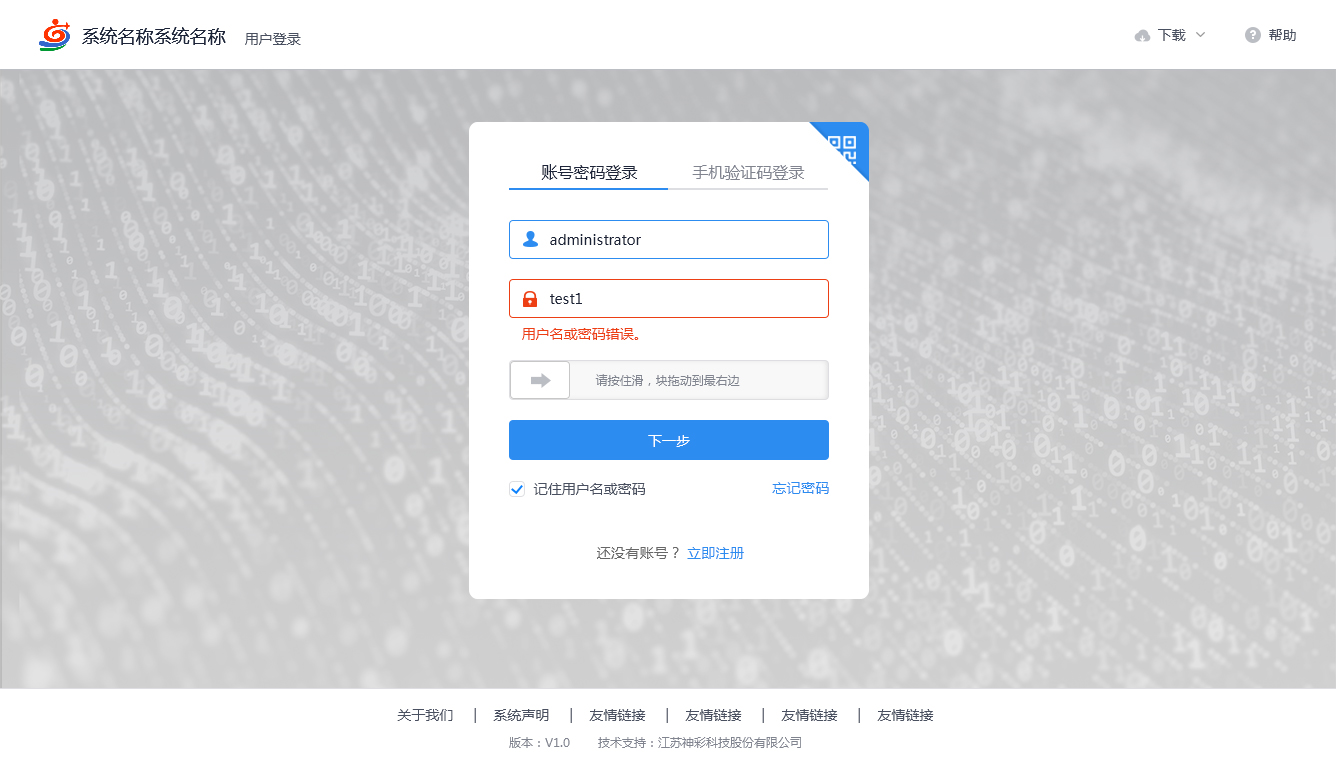 系统名称系统名称 用户登录 下载 帮助
账号密码登录 手机验证码登录
administrator
test1
用户名或密码错误。
请按住滑，块拖动到最右边
下一步
记住用户名或密码 忘记密码
还没有账号？ 立即注册
关于我们 | 系统声明 | 友情链接 | 友情链接 | 友情链接 | 友情链接
版本：V1.0 技术支持：江苏神彩科技股份有限公司